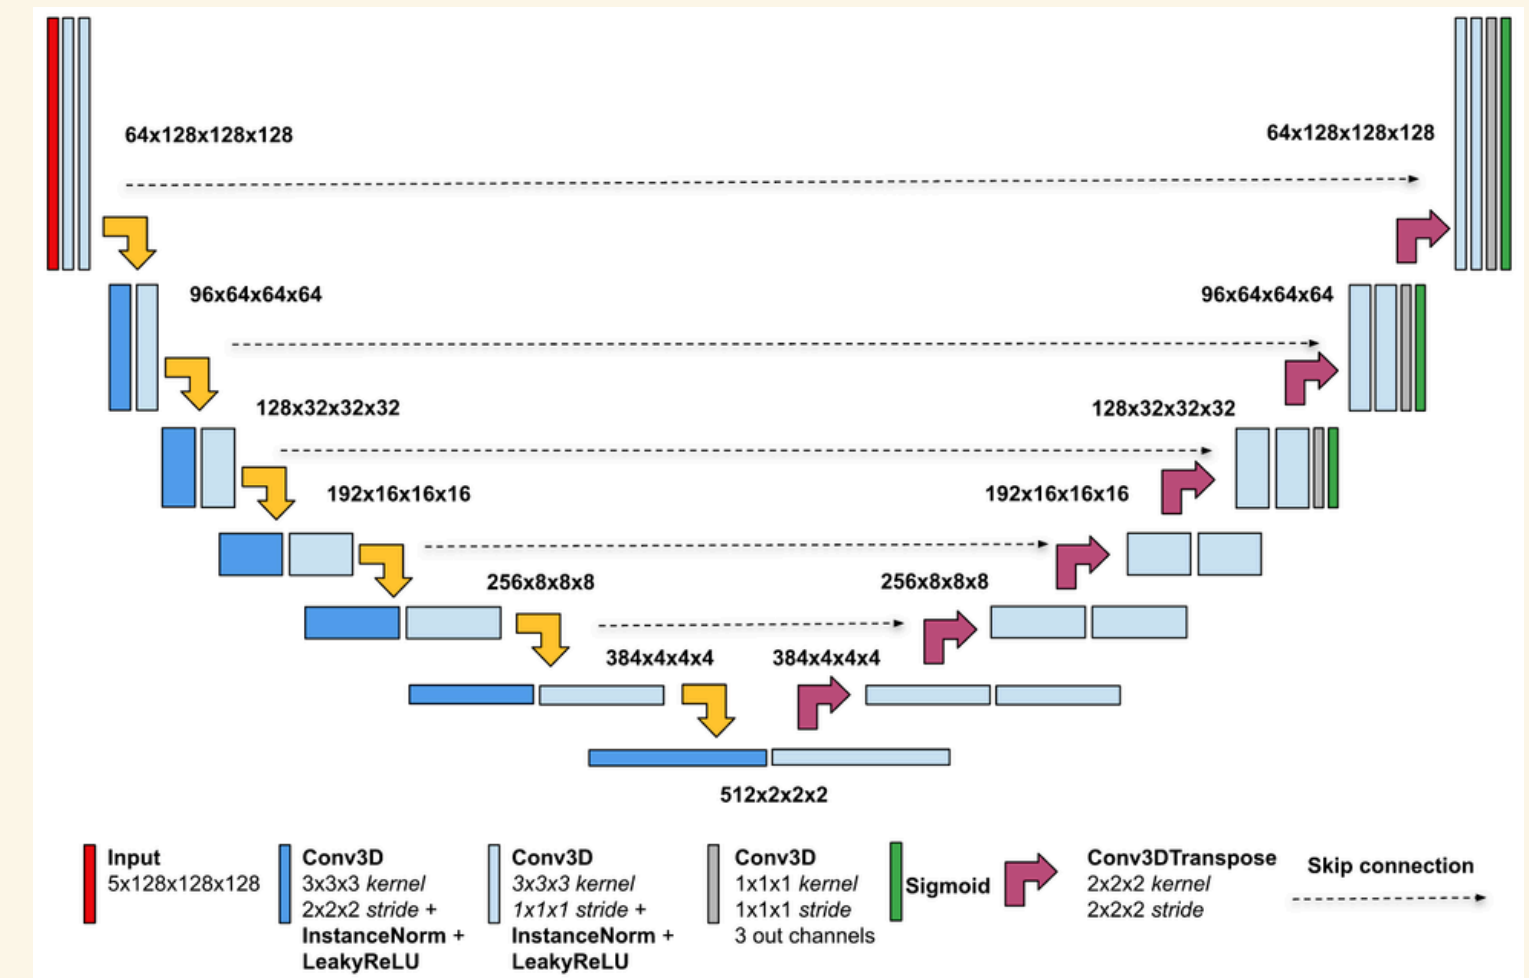 64x128x128x128
64x128x128x128
96x64x64x64
96x64x64x64
128x32x32x32
128x32x32x32
192x16x16x16
192x16x16x16
256x8x8x8
256x8x8x8
384x4x4x4
384x4x4x4
512x2x2x2
Input
5x128x128x128
Conv3D
3x3x3 kernel
2x2x2 stride +
InstanceNorm +
LeakyReLU
Conv3D
3x3x3 kernel
1x1x1 stride +
InstanceNorm +
LeakyReLU
Conv3D
1x1x1 kernel
1x1x1 stride
3 out channels
Sigmoid
Conv3DTranspose
2x2x2 kernel
2x2x2 stride
Skip connection